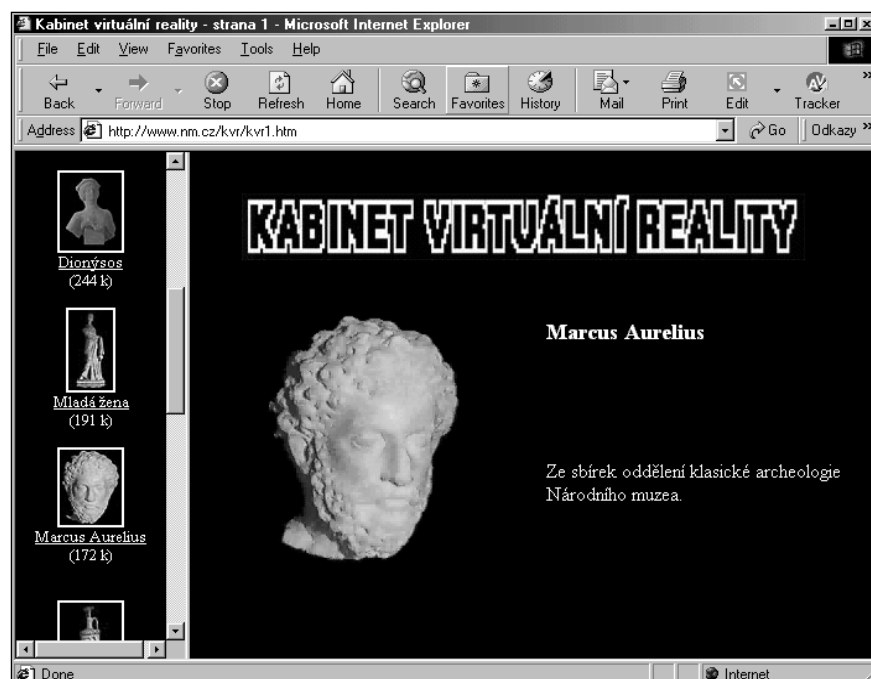 Kabinet virtuální reality - strana 1 - Microsoft Internet Explorer
File Edit View Favorites Tools Help
Back Forward Stop Refresh Home Search Favorites History Mail Print Edit Tracker »
Address http://www.nm.cz/kvr/kvr1.htm Go Odkazy »
Dionýsos
(244 k)
Mladá žena
(191 k)
Marcus Aurelius
(172 k)
KABINET VIRTUÁLNÍ REALITY
Marcus Aurelius
Ze sbírek oddělení klasické archeologie
Národního muzea.
Done Internet